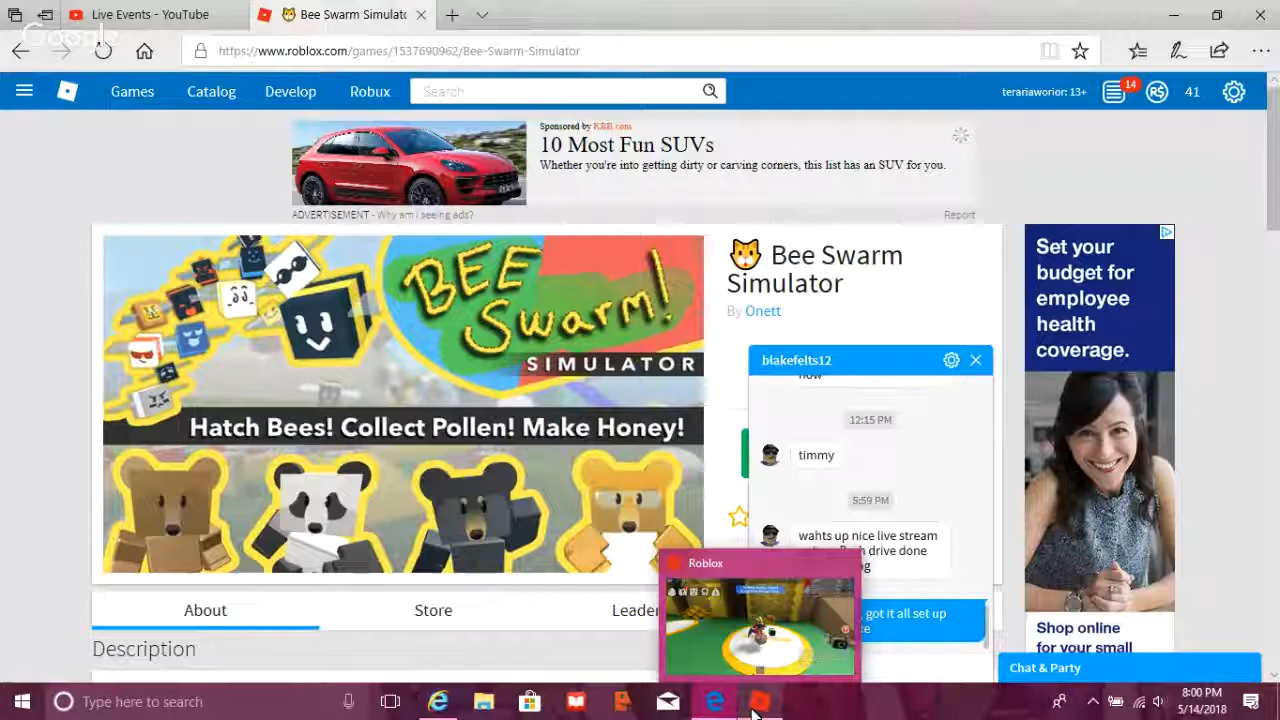 Live Events - YouTube
Bee Swarm Simulato
Google
https://www.roblox.com/games/1537690962/Bee-Swarm-Simulator
Games
Catalog
Develop
Robux
Search
terariaworior: 13+
14
R$
41
Sponsored by KBB.com
10 Most Fun SUVs
Whether you're into getting dirty or carving corners, this list has an SUV for you.
ADVERTISEMENT - Why am I seeing ads?
Report
BEE
Swarm!
SIMULATOR
Hatch Bees! Collect Pollen! Make Honey!
Bee Swarm
Simulator
By Onett
Set your
budget for
employee
health
coverage.
blakefelts12
now
12:15 PM
timmy
5:59 PM
wahts up nice live stream
drive done
got it all set up
Roblox
About
Store
Leader
Description
Shop online
for your small
Chat & Party
Type here to search
8:00 PM
5/14/2018